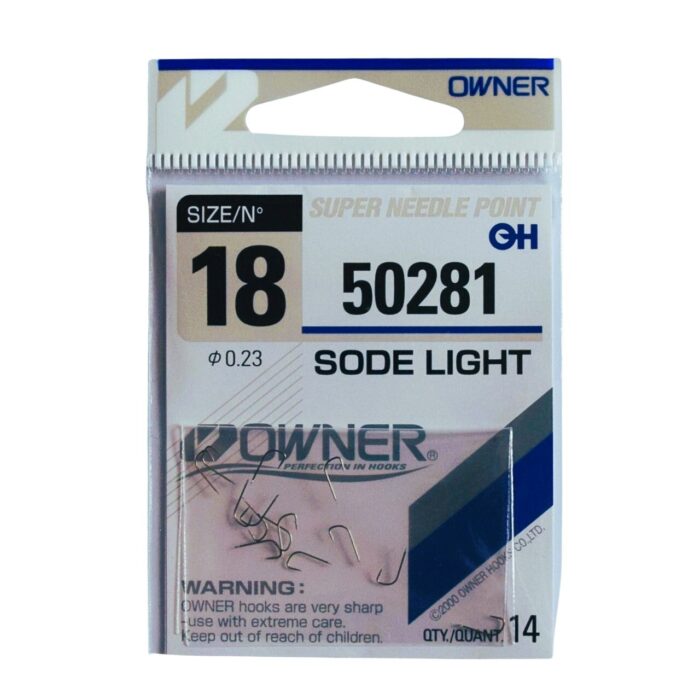 OWNER
SIZE/N°
18
SUPER NEEDLE POINT
OH
50281
φ 0.23
SODE LIGHT
OWNER®
PERFECTION IN HOOKS
WARNING:
OWNER hooks are very sharp
-use with extreme care.
Keep out of reach of children.
©2000 OWNER HOOKS CO.,LTD.
QTY./QUANT. 14